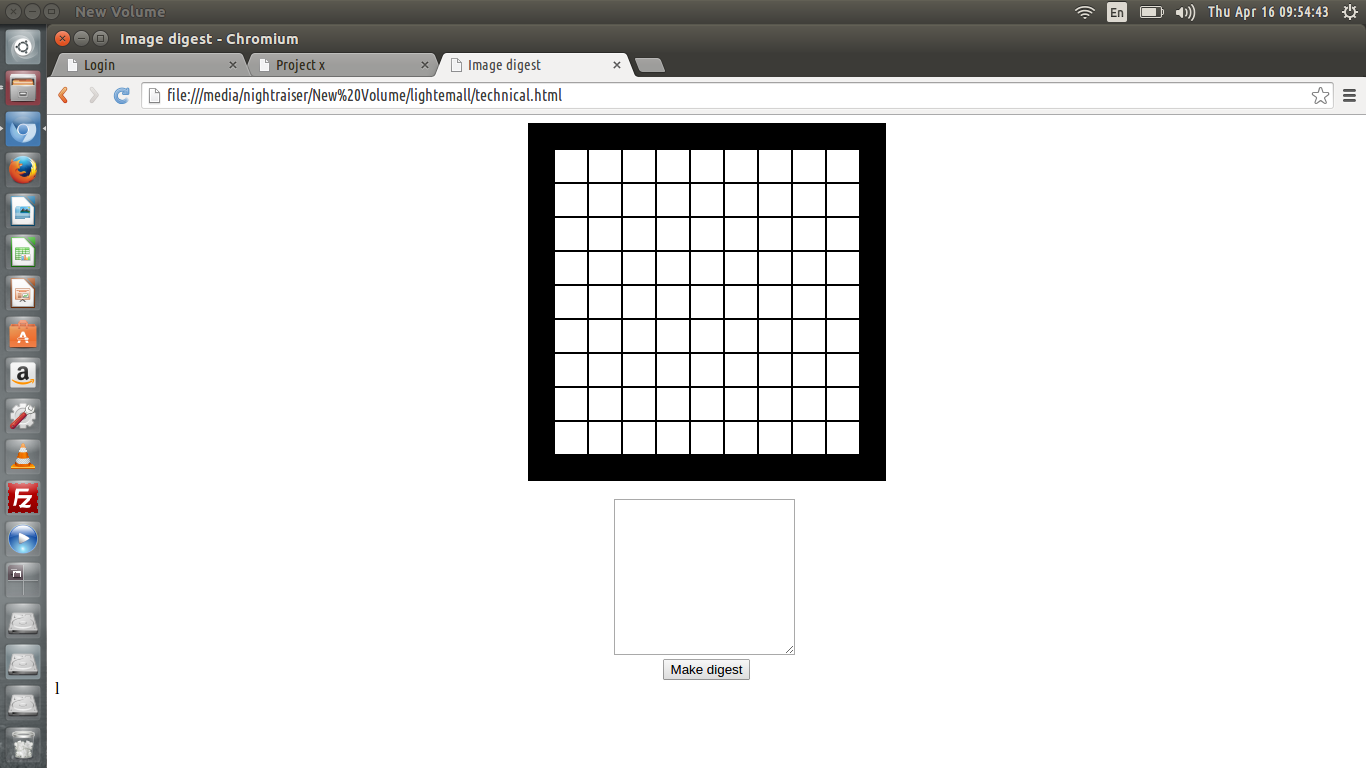 New Volume
En
Thu Apr 16 09:54:43
Image digest - Chromium
Login
Project x
Image digest
file:///media/nightraiser/New%20Volume/lightemall/technical.html
a
Fz
Make digest
l